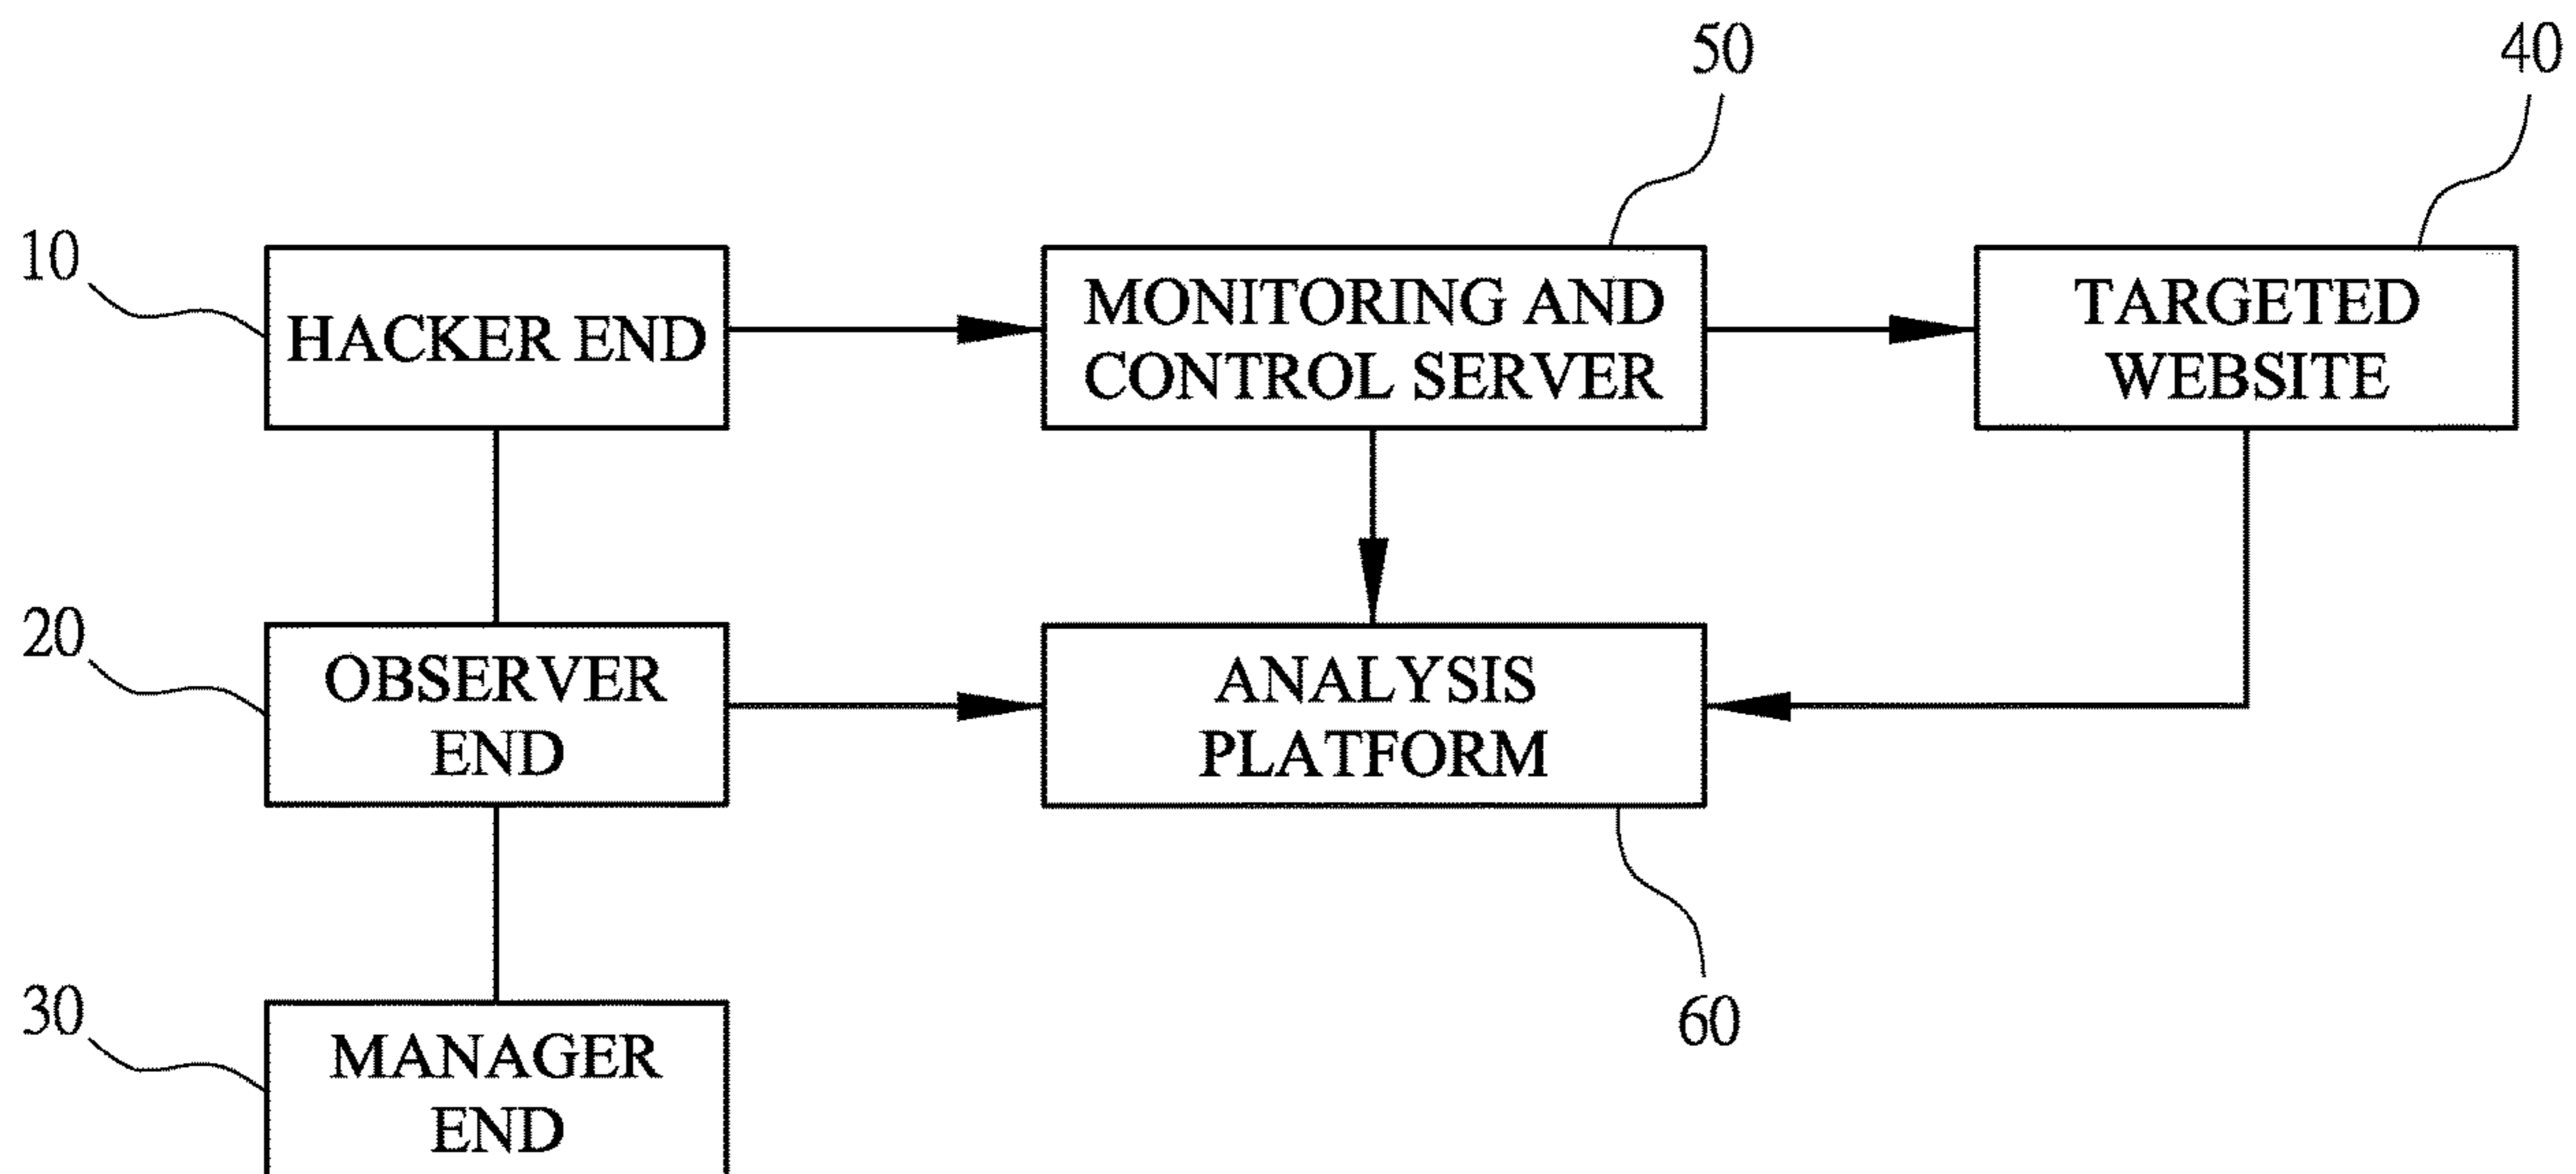 50
40
10
HACKER END
MONITORING AND
CONTROL SERVER
TARGETED
WEBSITE
20
OBSERVER
END
ANALYSIS
PLATFORM
30
MANAGER
END
60